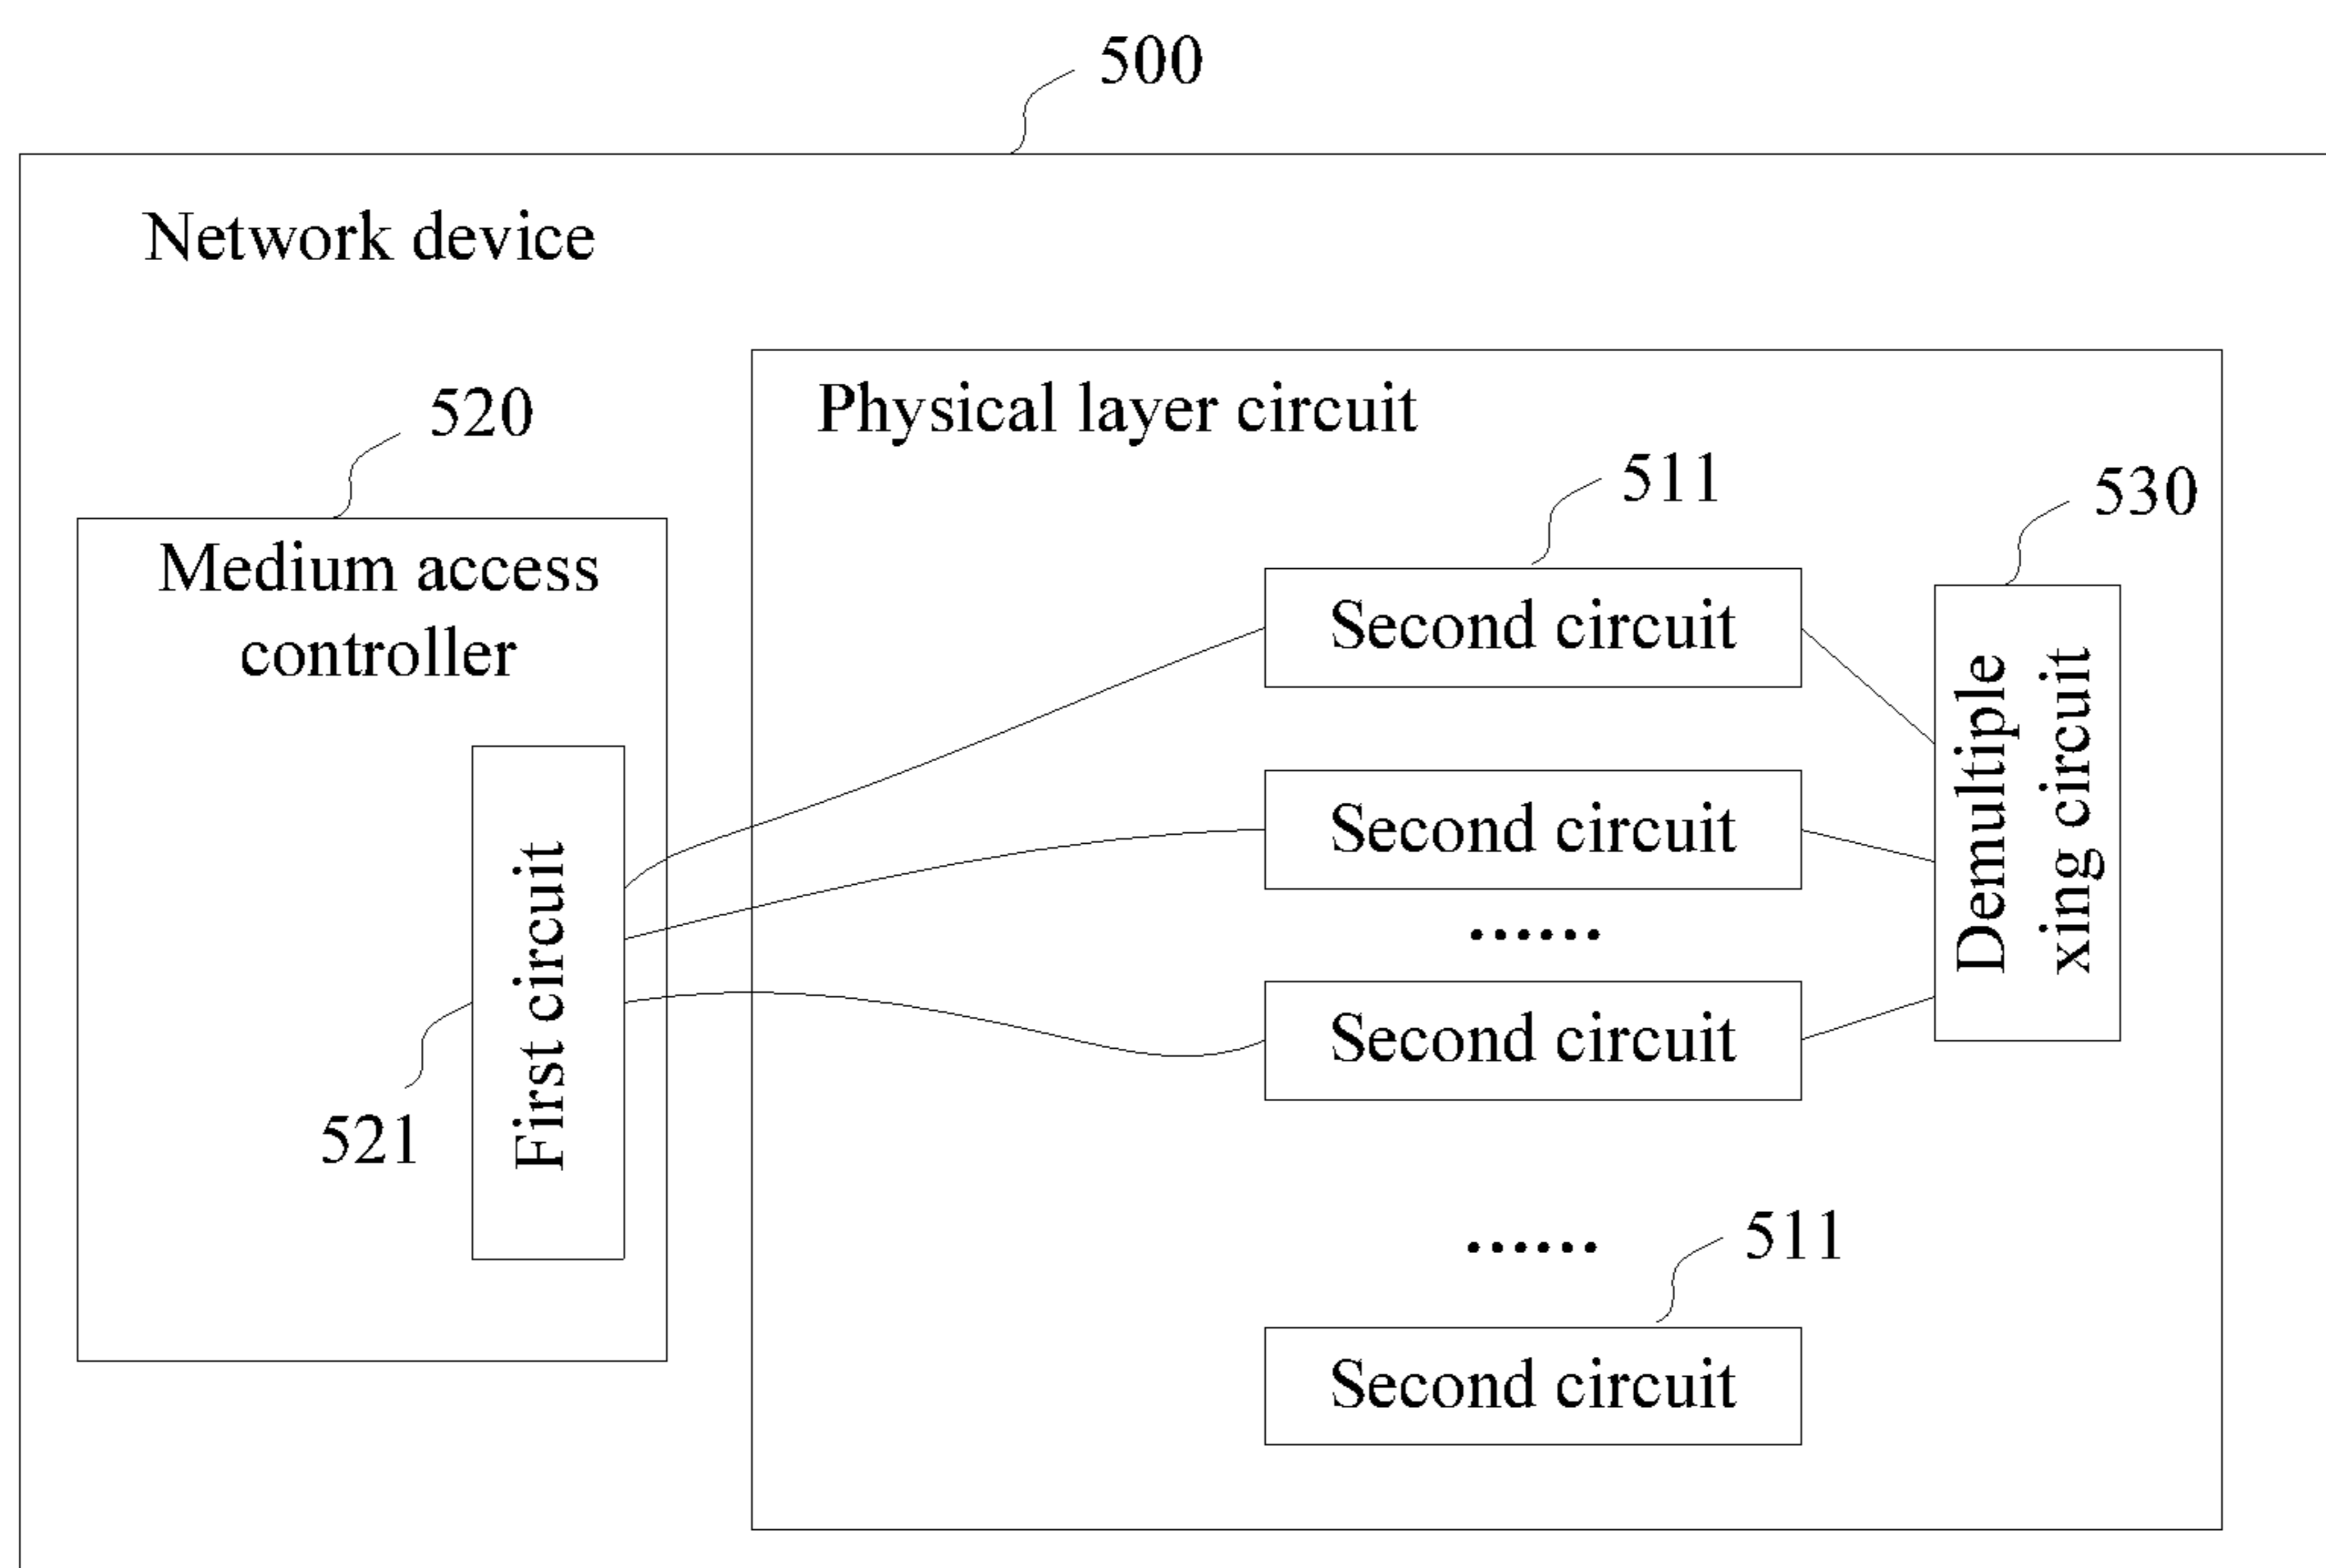 500
Network device
520
Medium access
controller
521
First circuit
Physical layer circuit
511
Second circuit
Second circuit
......
Second circuit
......
511
Second circuit
530
Demultiple
xing circuit